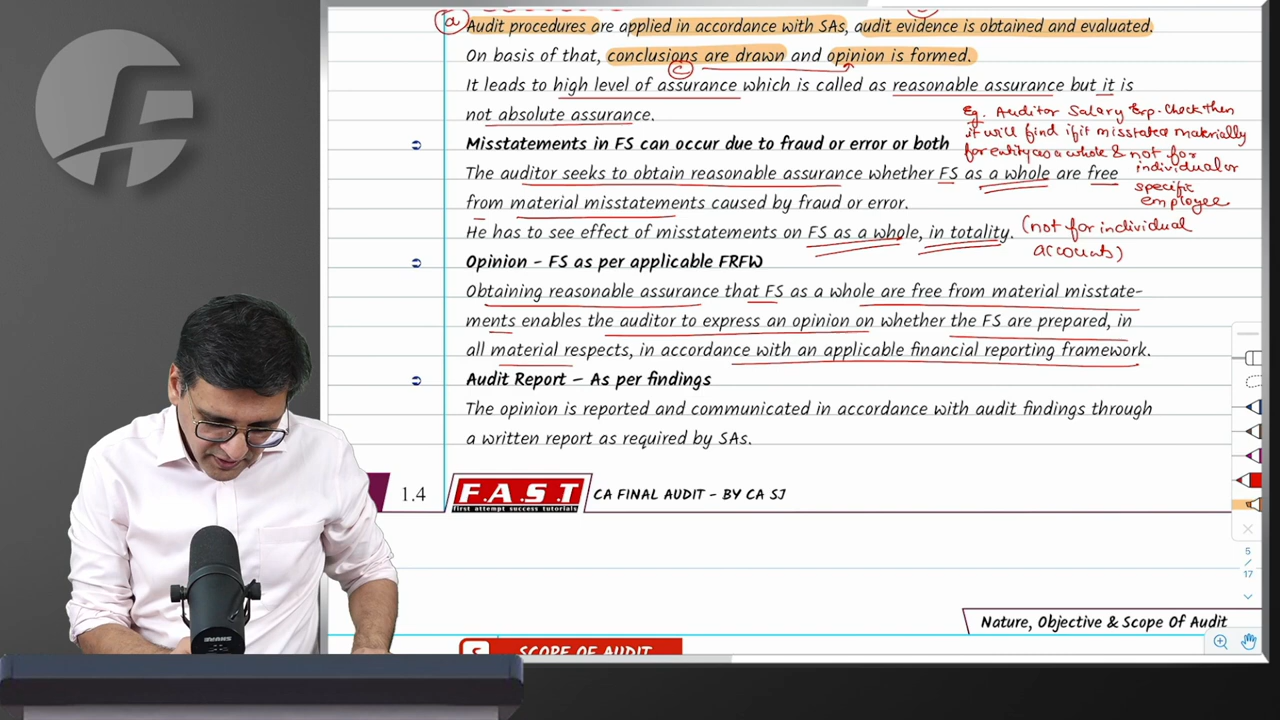 a
Audit procedures are applied in accordance with SAs, audit evidence is obtained and evaluated.
On basis of that, conclusions are drawn and opinion is formed.
c
It leads to high level of assurance which is called as reasonable assurance but it is
not absolute assurance.
Eg. Auditor Salary Exp. check then
it will find if it misstated materially
for entity as a whole & not for
individual or
specific
employee
Misstatements in FS can occur due to fraud or error or both
The auditor seeks to obtain reasonable assurance whether FS as a whole are free
from material misstatements caused by fraud or error.
He has to see effect of misstatements on FS as a whole, in totality. (not for individual
accounts)
Opinion – FS as per applicable FRFW
Obtaining reasonable assurance that FS as a whole are free from material misstate-
ments enables the auditor to express an opinion on whether the FS are prepared, in
all material respects, in accordance with an applicable financial reporting framework.
Audit Report – As per findings
The opinion is reported and communicated in accordance with audit findings through
a written report as required by SAs.
1.4
F.A.S.T
first attempt success tutorials
CA FINAL AUDIT - BY CA SJ
5
/
17
Nature, Objective & Scope Of Audit
SCOPE OF AUDIT
SHURE